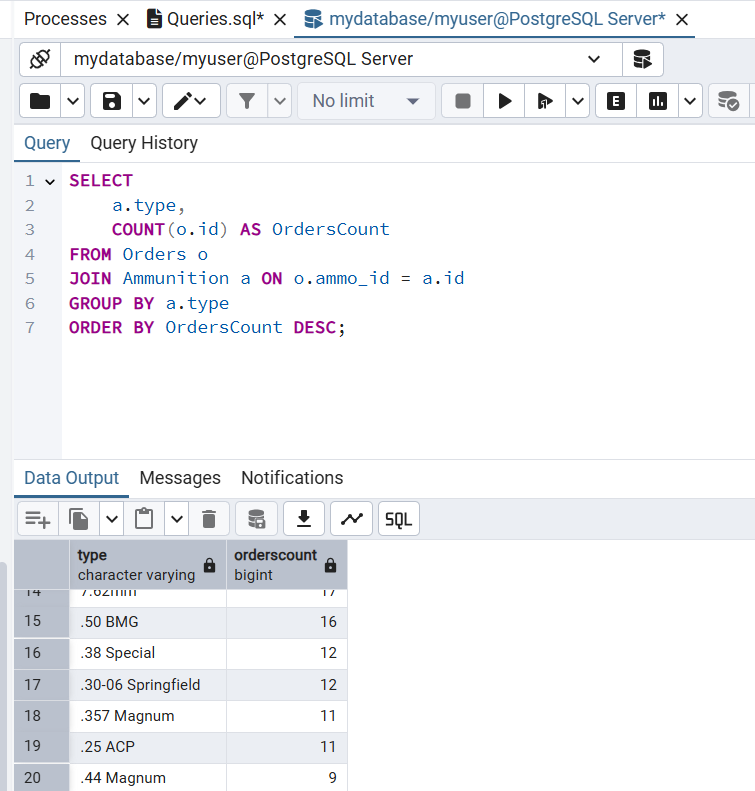 Processes Queries.sql* mydatabase/myuser@PostgreSQL Server*
mydatabase/myuser@PostgreSQL Server
No limit E
Query Query History
1 SELECT
2 a.type,
3 COUNT(o.id) AS OrdersCount
4 FROM Orders o
5 JOIN Ammunition a ON o.ammo_id = a.id
6 GROUP BY a.type
7 ORDER BY OrdersCount DESC;
Data Output Messages Notifications
SQL
type orderscount
character varying bigint
14 7.62mm 17
15 .50 BMG 16
16 .38 Special 12
17 .30-06 Springfield 12
18 .357 Magnum 11
19 .25 ACP 11
20 .44 Magnum 9